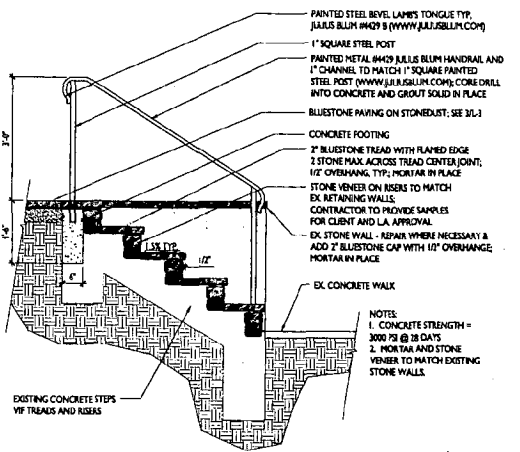 PAINTED STEEL BEVEL LAMB'S TONGUE TYP,
JULIUS BLUM #4429 B (WWW.JULIUSBLUM.COM)
1" SQUARE STEEL POST
PAINTED METAL #4429 JULIUS BLUM HANDRAIL AND
1" CHANNEL TO MATCH 1" SQUARE PAINTED
STEEL POST (WWW.JULIUSBLUM.COM); CORE DRILL
INTO CONCRETE AND GROUT SOLID IN PLACE
BLUESTONE PAVING ON STONEDUST; SEE 3/L-3
CONCRETE FOOTING
2" BLUESTONE TREAD WITH FLAMED EDGE
2 STONE MAX. ACROSS TREAD CENTER JOINT;
1/2" OVERHANG, TYP.; MORTAR IN PLACE
STONE VENEER ON RISERS TO MATCH
EX. RETAINING WALLS;
CONTRACTOR TO PROVIDE SAMPLES
FOR CLIENT AND L.A. APPROVAL
EX. STONE WALL - REPAIR WHERE NECESSARY &
ADD 2" BLUESTONE CAP WITH 1/2" OVERHANGE;
MORTAR IN PLACE
EX. CONCRETE WALK
NOTES:
1. CONCRETE STRENGTH =
3000 PSI @ 28 DAYS
2. MORTAR AND STONE
VENIER TO MATCH EXISTING
STONE WALLS.
3'-0"
1'-6"
6"
1.5% TYP.
1/2"
EXISTING CONCRETE STEPS
VIF TREADS AND RISERS